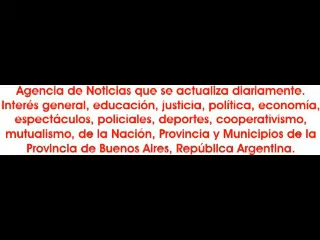 Agencia de Noticias que se actualiza diariamente.
Interés general, educación, justicia, política, economía,
espectáculos, policiales, deportes, cooperativismo,
mutualismo, de la Nación, Provincia y Municipios de la
Provincia de Buenos Aires, República Argentina.